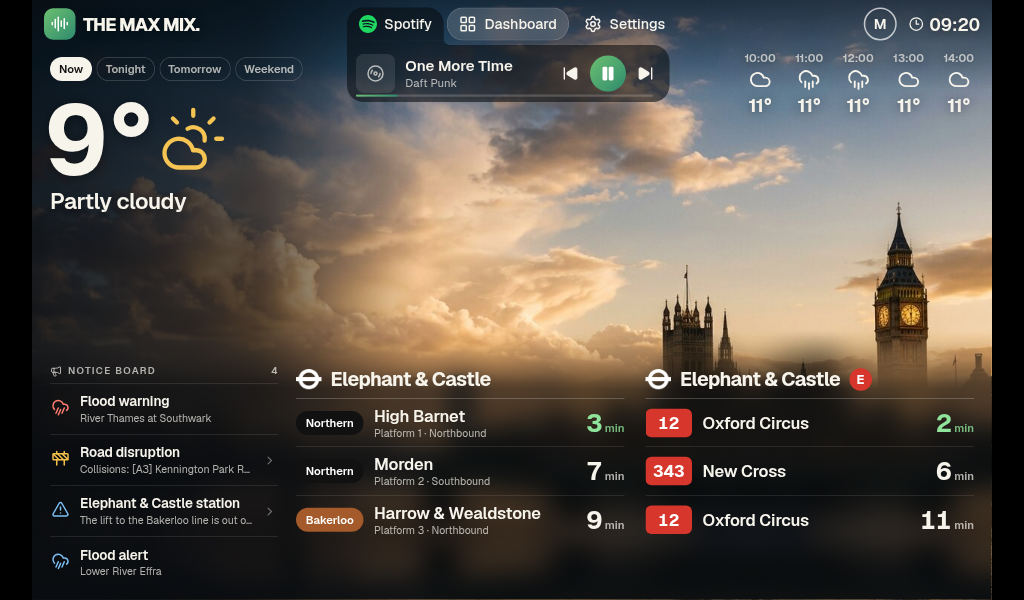 THE MAX MIX.
Spotify
Dashboard
Settings
M
09:20
Now
Tonight
Tomorrow
Weekend
One More Time
Daft Punk
10:00 11:00 12:00 13:00 14:00
11° 11° 11° 11° 11°
9°
Partly cloudy
NOTICE BOARD 4
Flood warning
River Thames at Southwark
Road disruption
Collisions: [A3] Kennington Park R...
Elephant & Castle station
The lift to the Bakerloo line is out o...
Flood alert
Lower River Effra
Elephant & Castle
Northern High Barnet 3 min
Platform 1 · Northbound
Northern Morden 7 min
Platform 2 · Southbound
Bakerloo Harrow & Wealdstone 9 min
Platform 3 · Northbound
Elephant & Castle E
12 Oxford Circus 2 min
343 New Cross 6 min
12 Oxford Circus 11 min